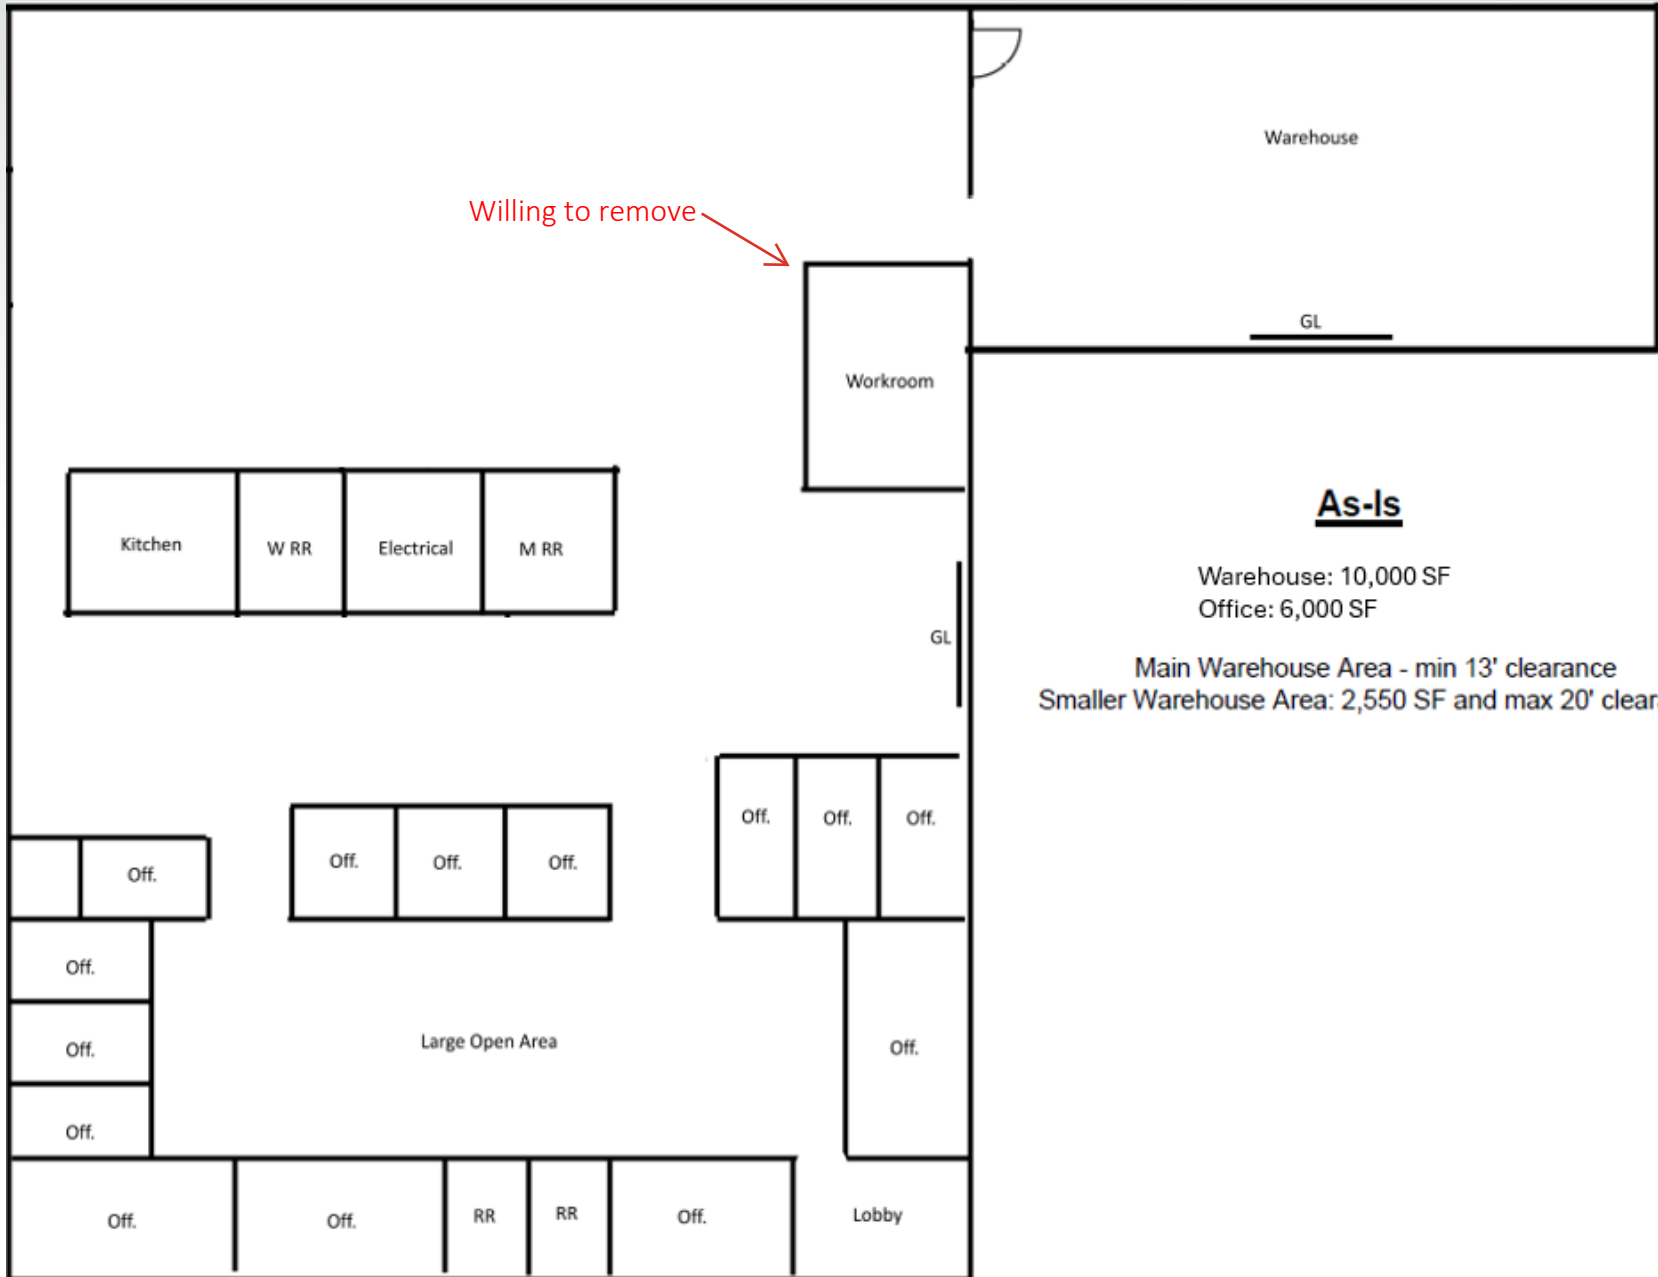 Warehouse
Willing to remove
GL
Workroom
As-Is
Kitchen
W RR
Electrical
M RR
Warehouse: 10,000 SF
Office: 6,000 SF
GL
Main Warehouse Area - min 13' clearance
Smaller Warehouse Area: 2,550 SF and max 20' clear
Off.
Off.
Off.
Off.
Off.
Off.
Off.
Off.
Large Open Area
Off.
Off.
Off.
Off.
Off.
RR
RR
Off.
Lobby